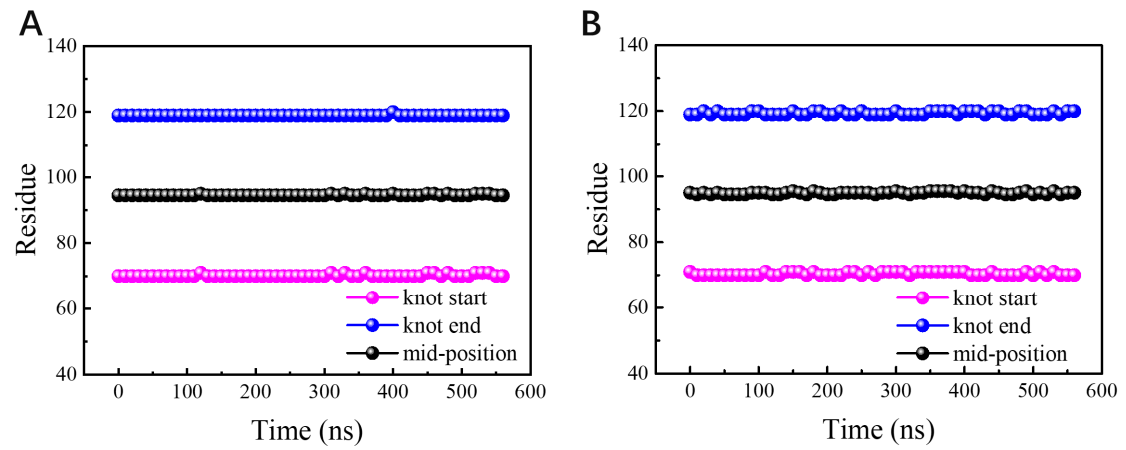 A
140
120
100
80
60
40
Residue
0 100 200 300 400 500 600
Time (ns)
knot start
knot end
mid-position
B
140
120
100
80
60
40
Residue
0 100 200 300 400 500 600
Time (ns)
knot start
knot end
mid-position